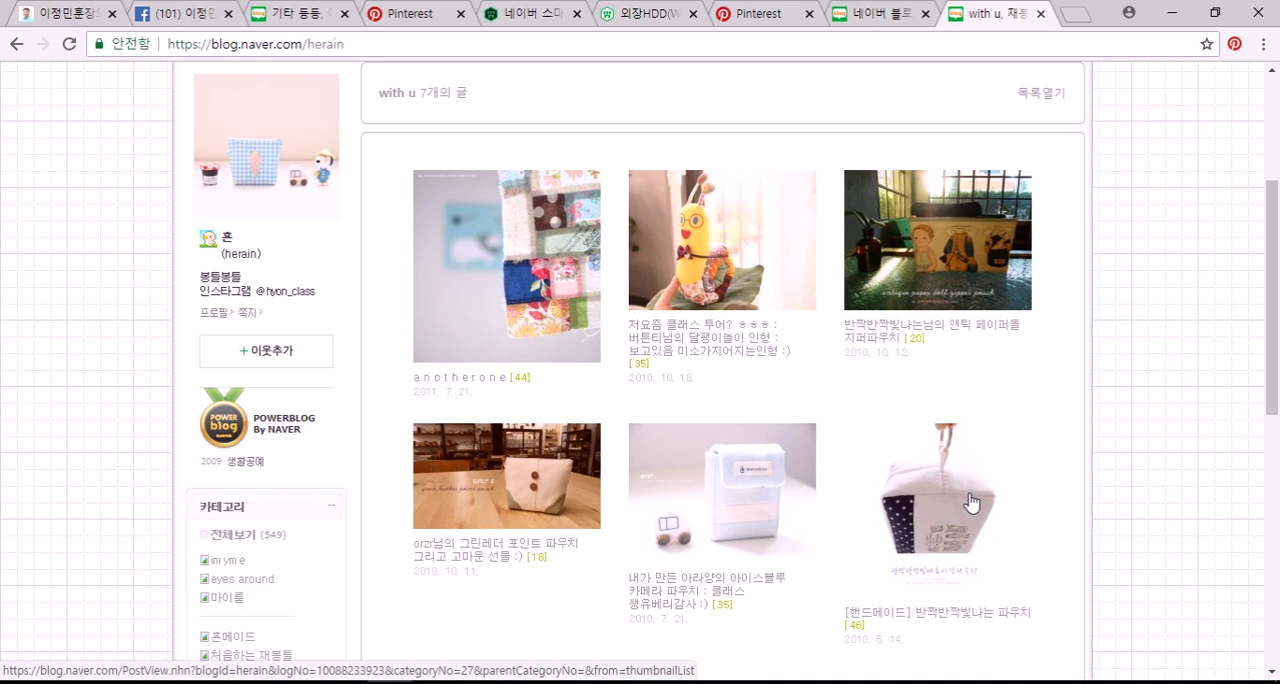 이정민훈장
(101) 이정민
기타 등등,
Pinterest
네이버 스마
외장HDD(W
Pinterest
네이버 블로
with u, 재봉
안전함
https://blog.naver.com/herain
with u 7개의 글
목록열기
흔
(herain)
봉틀봉틀
인스타그램 @hyon_class
프로필 쪽지
+ 이웃추가
POWER
blog
NAVER
POWERBLOG
By NAVER
2009 생활공예
카테고리
전체보기 (549)
im ym e
eyes around
마이룸
흔메이드
처음하는 재봉틀
a n o t h e r o n e [44]
2011. 7. 21.
저요즘 클래스 투어? ㅎㅎㅎ :
버튼티님의 달팽이놀이 인형 :
보고있음 미소가지어지는인형 :)
[35]
2010. 10. 18.
unique paper doll zipper pouch
반짝반짝빛나는님의 앤틱 페이퍼돌
지퍼파우치 [20]
2010. 10. 12.
orzr님의 그린레더 포인트 파우치
그리고 고마운 선물 :) [18]
2010. 10. 11.
내가 만든 아라양의 아이스블루
카메라 파우치 : 클래스
쨍유베리감사 :) [35]
2010. 7. 21.
[핸드메이드] 반짝반짝빛나는 파우치
[46]
2010. 6. 14.
https://blog.naver.com/PostView.nhn?blogId=herain&logNo=10088233923&categoryNo=27&parentCategoryNo=&from=thumbnailList